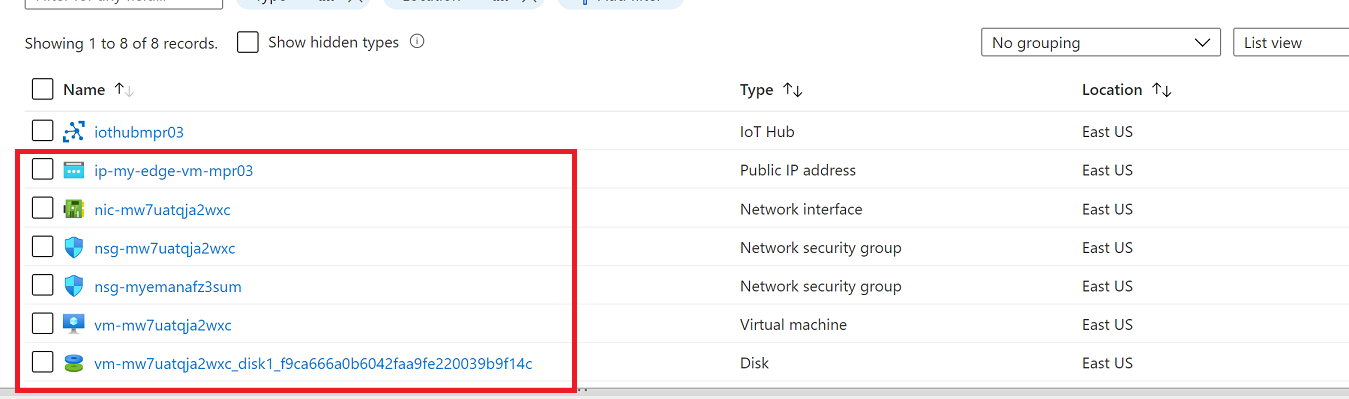 Showing 1 to 8 of 8 records. Show hidden types No grouping List view
Name Type Location
iothubmpr03 IoT Hub East US
ip-my-edge-vm-mpr03 Public IP address East US
nic-mw7uatqja2wxc Network interface East US
nsg-mw7uatqja2wxc Network security group East US
nsg-myemanafz3sum Network security group East US
vm-mw7uatqja2wxc Virtual machine East US
vm-mw7uatqja2wxc_disk1_f9ca666a0b6042faa9fe220039b9f14c Disk East US